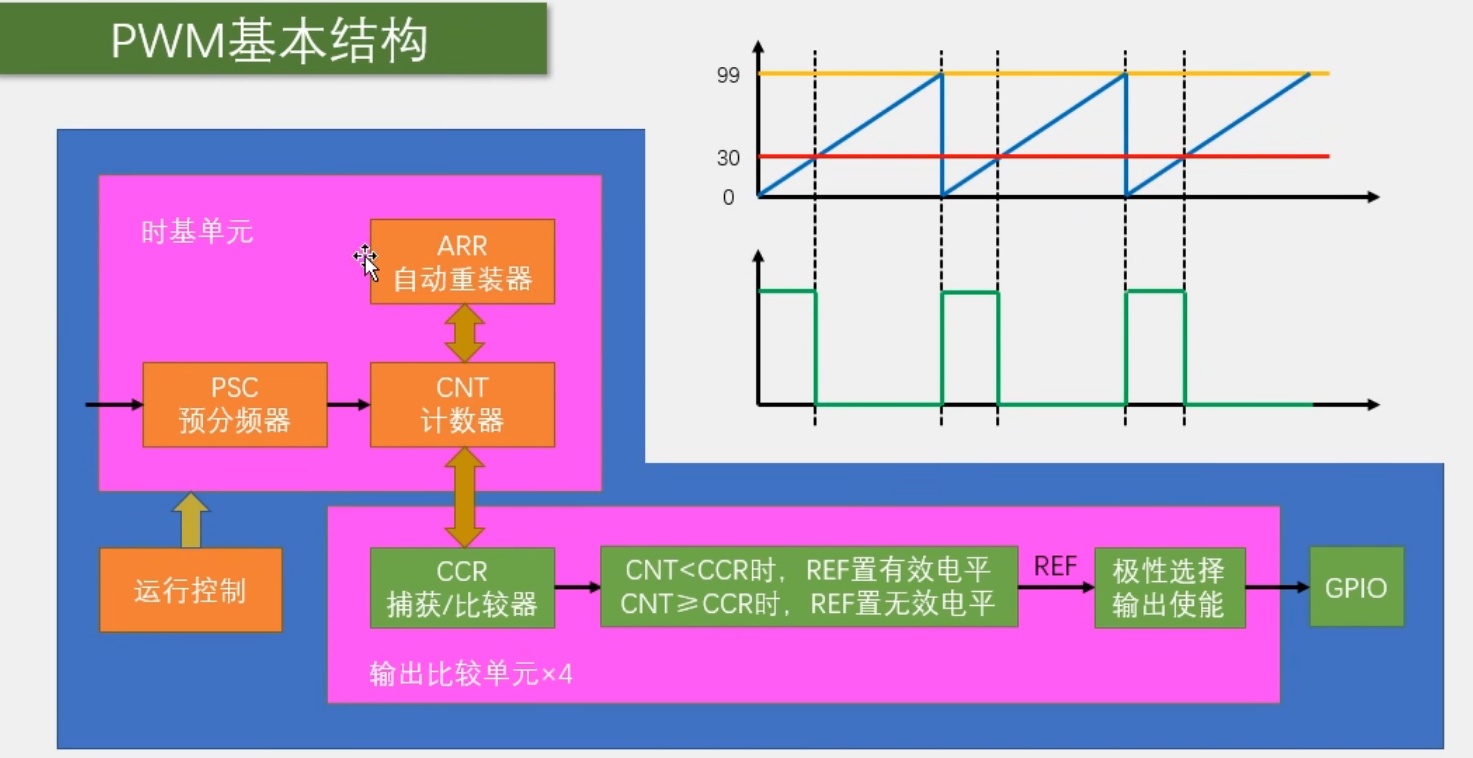 PWM基本结构
99
30
0
时基单元
ARR
自动重装器
PSC
预分频器
CNT
计数器
运行控制
CCR
捕获/比较器
CNT<CCR时，REF置有效电平
CNT≥CCR时，REF置无效电平
REF
极性选择
输出使能
GPIO
输出比较单元×4